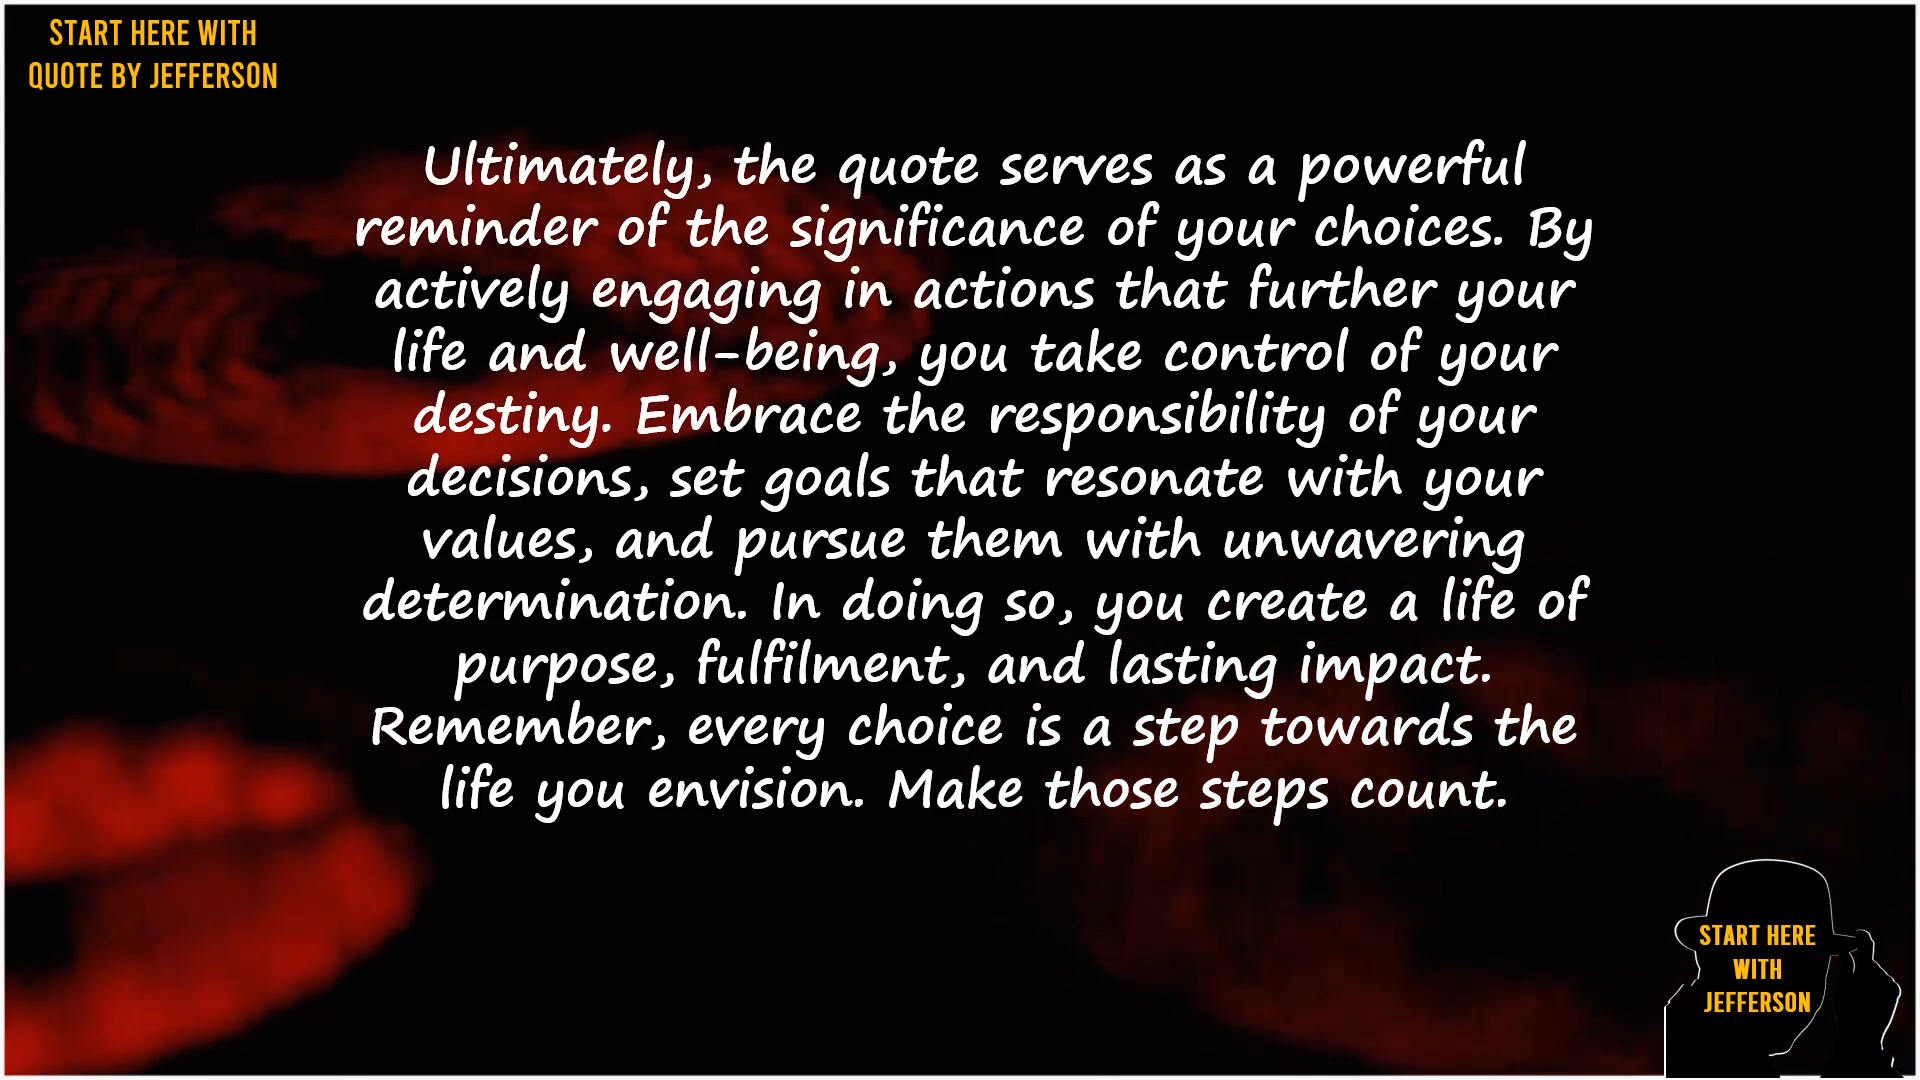 START HERE WITH
QUOTE BY JEFFERSON
Ultimately, the quote serves as a powerful
reminder of the significance of your choices. By
actively engaging in actions that further your
life and well-being, you take control of your
destiny. Embrace the responsibility of your
decisions, set goals that resonate with your
values, and pursue them with unwavering
determination. In doing so, you create a life of
purpose, fulfilment, and lasting impact.
Remember, every choice is a step towards the
life you envision. Make those steps count.
START HERE
WITH
JEFFERSON